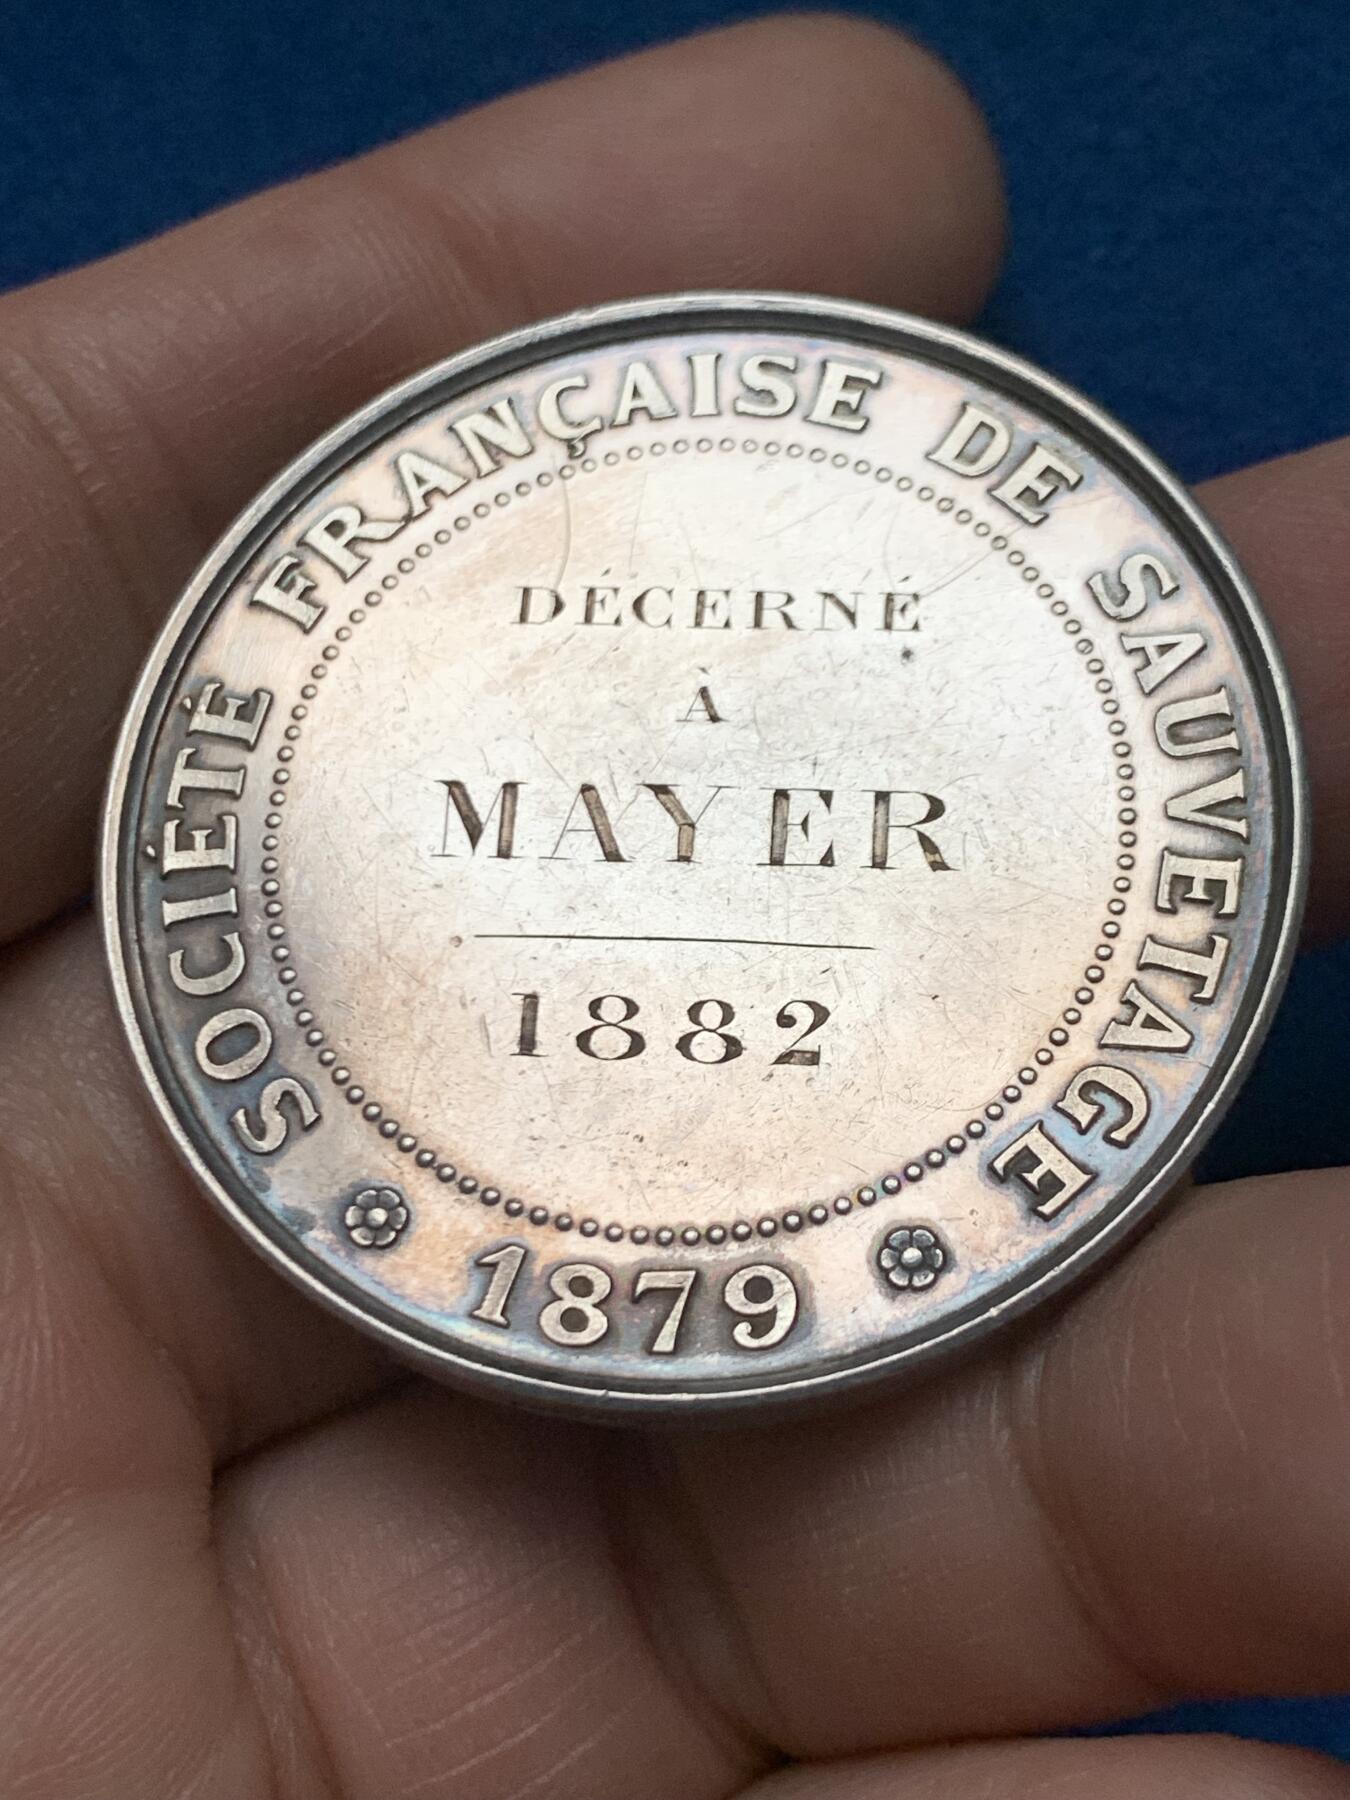 SOCIÉTÉ FRANÇAISE DE SAUVETAGE
DÉCERNÉ
À
MAYER
1882
1879